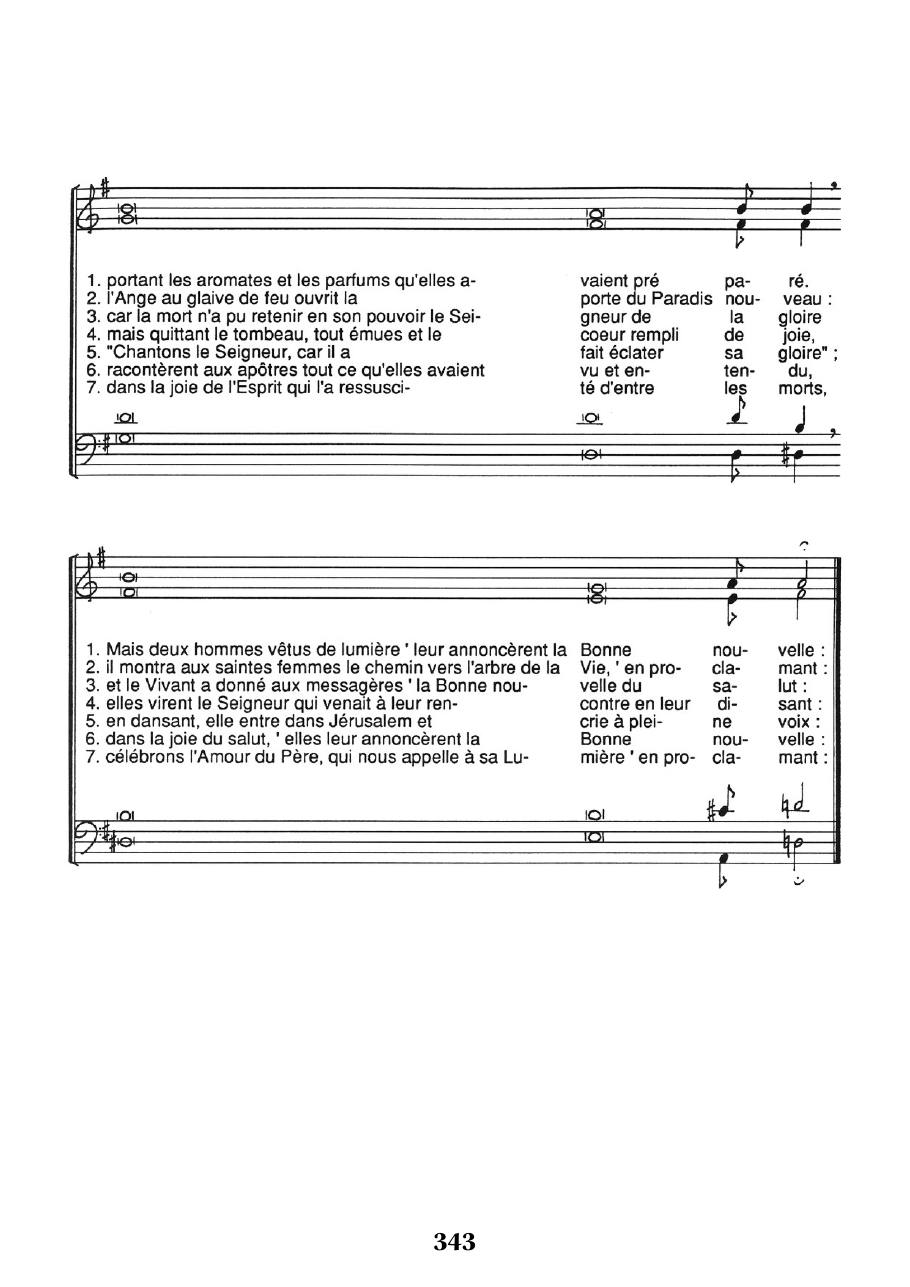 1. portant les aromates et les parfums qu'elles a- vaient pré pa- ré.
2. l'Ange au glaive de feu ouvrit la porte du Paradis nou- veau :
3. car la mort n'a pu retenir en son pouvoir le Sei- gneur de la gloire
4. mais quittant le tombeau, tout émues et le coeur rempli de joie,
5. "Chantons le Seigneur, car il a fait éclater sa gloire" ;
6. racontèrent aux apôtres tout ce qu'elles avaient vu et en- ten- du,
7. dans la joie de l'Esprit qui l'a ressusci- té d'entre les morts,
1. Mais deux hommes vêtus de lumière ' leur annoncèrent la Bonne nou- velle :
2. il montra aux saintes femmes le chemin vers l'arbre de la Vie, ' en pro- cla- mant :
3. et le Vivant a donné aux messagères ' la Bonne nou- velle du sa- lut :
4. elles virent le Seigneur qui venait à leur ren- contre en leur di- sant :
5. en dansant, elle entre dans Jérusalem et crie à plei- ne voix :
6. dans la joie du salut, ' elles leur annoncèrent la Bonne nou- velle :
7. célébrons l'Amour du Père, qui nous appelle à sa Lu- mière ' en pro- cla- mant :
343